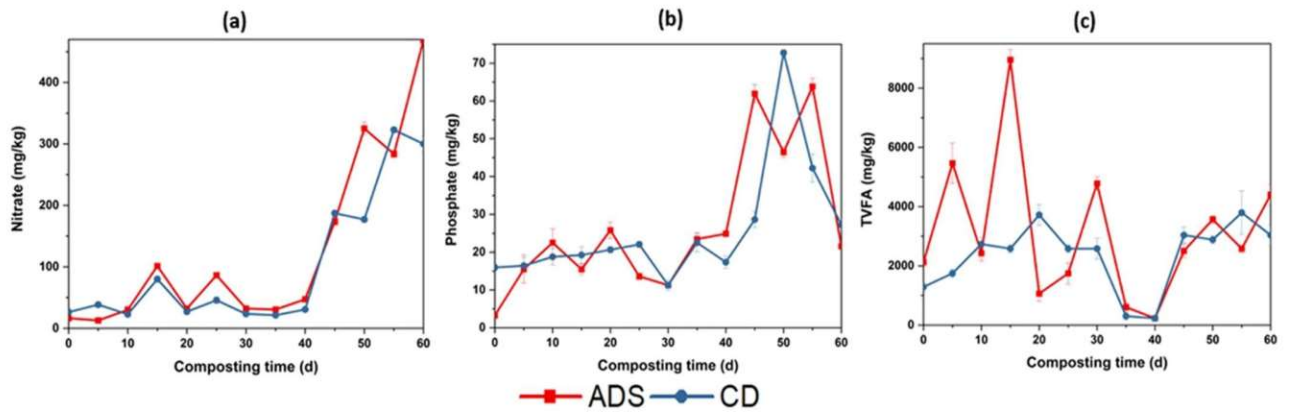 (a)
400
300
200
100
0
0 10 20 30 40 50 60
Nitrate (mg/kg)
Composting time (d)
(b)
70
60
50
40
30
20
10
0
0 10 20 30 40 50 60
Phosphate (mg/kg)
Composting time (d)
(c)
8000
6000
4000
2000
0
0 10 20 30 40 50 60
TVFA (mg/kg)
Composting time (d)
ADS CD